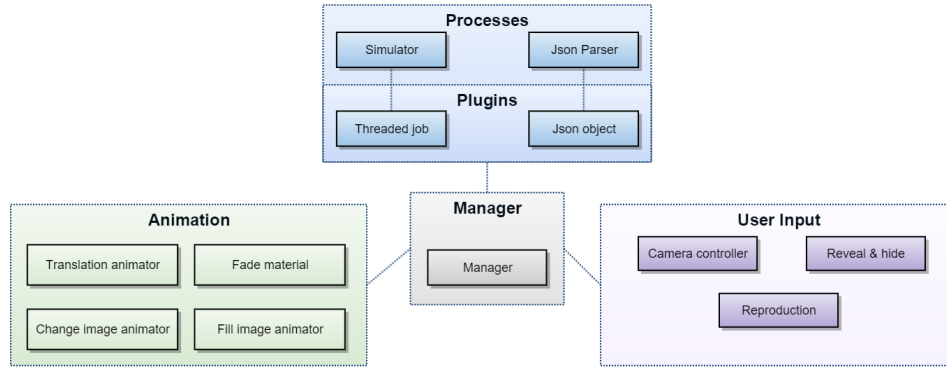 Processes
Simulator
Json Parser
Plugins
Threaded job
Json object
Manager
Manager
Animation
Translation animator
Fade material
Change image animator
Fill image animator
User Input
Camera controller
Reveal & hide
Reproduction